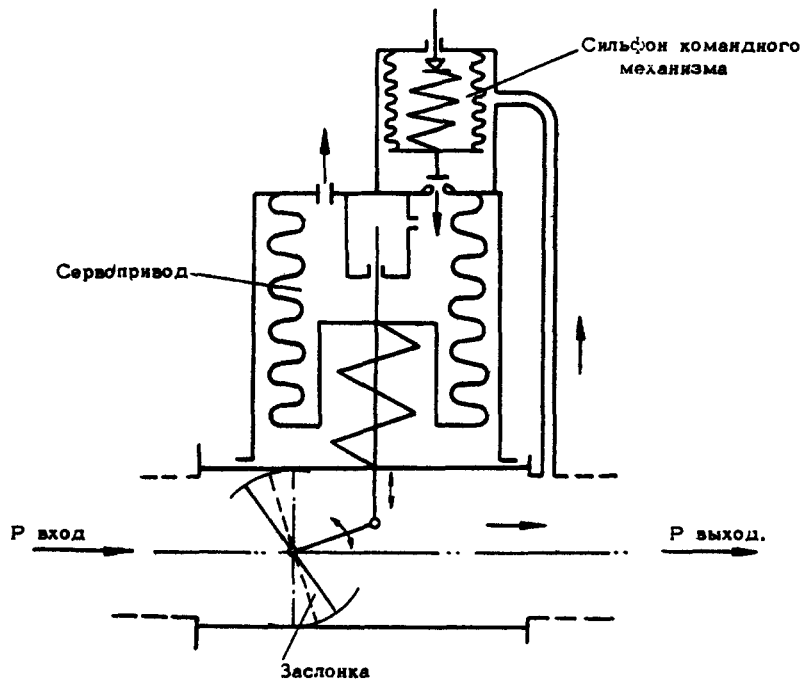 Сильфон командного
механизма
Сервопривод
Р вход
Р выход.
Заслонка